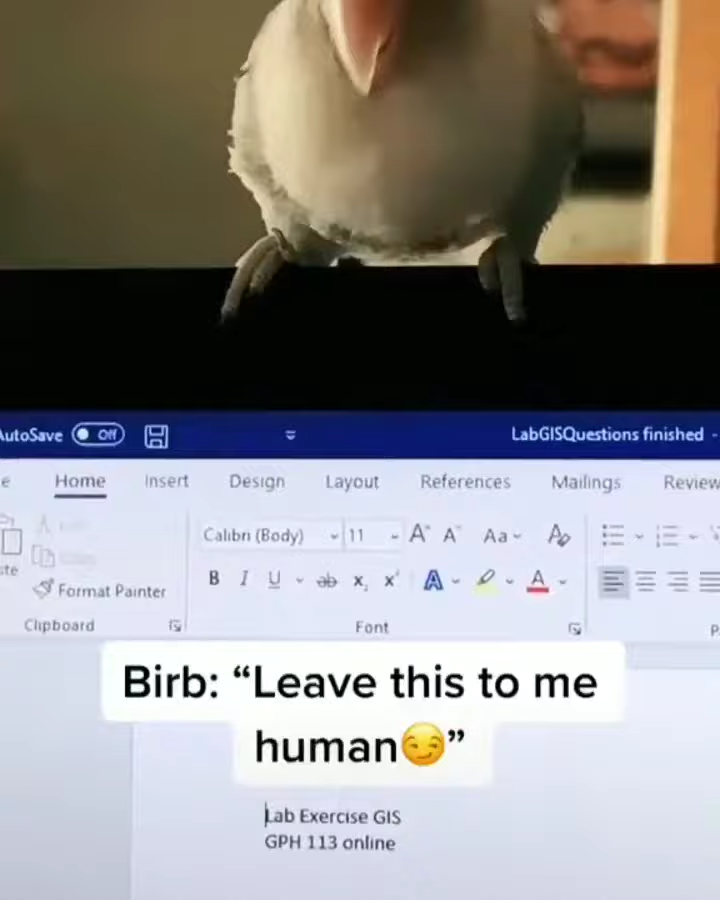 AutoSave Off
LabGISQuestions finished -
Home Insert Design Layout References Mailings Review
Calibri (Body) 11 A A Aa A
B I U ab x x A A
Format Painter
Clipboard Font
Birb: “Leave this to me
human😏”
Lab Exercise GIS
GPH 113 online